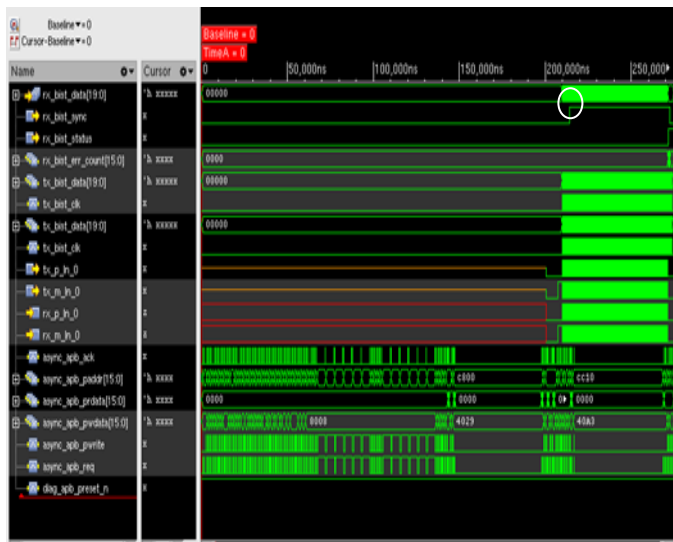 Baseline▼=0
Cursor-Baseline▼=0
Baseline = 0
TimeA = 0
Name Cursor 0 50,000ns 100,000ns 150,000ns 200,000ns 250,000
rx_bist_data[19:0] 'h xxxxx 00000
rx_bist_sync x
rx_bist_status x
rx_bist_err_count[15:0] 'h xxxx 0000
tx_bist_data[19:0] 'h xxxxx 00000
tx_bist_clk x
tx_bist_data[19:0] 'h xxxxx 00000
tx_bist_clk x
tx_p_ln_0 x
tx_m_ln_0 x
rx_p_ln_0 z
rx_m_ln_0 z
async_apb_ack x
async_apb_paddr[15:0] 'h xxxx c800 cc10
async_apb_prdata[15:0] 'h xxxx 0000 0000 0000
async_apb_pwdata[15:0] 'h xxxx 0000 4029 40A3
async_apb_pwrite x
async_apb_req x
diag_apb_preset_n x